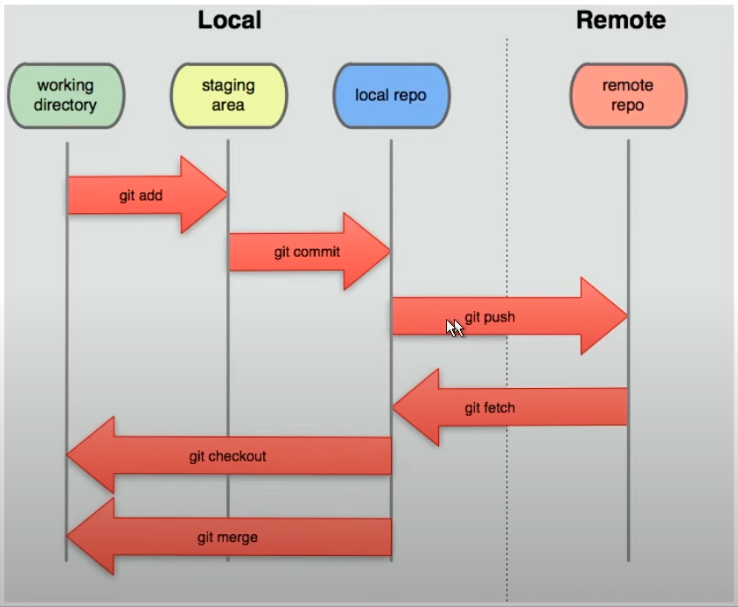 Local
Remote
working
directory
staging
area
local repo
remote
repo
git add
git commit
git push
git fetch
git checkout
git merge